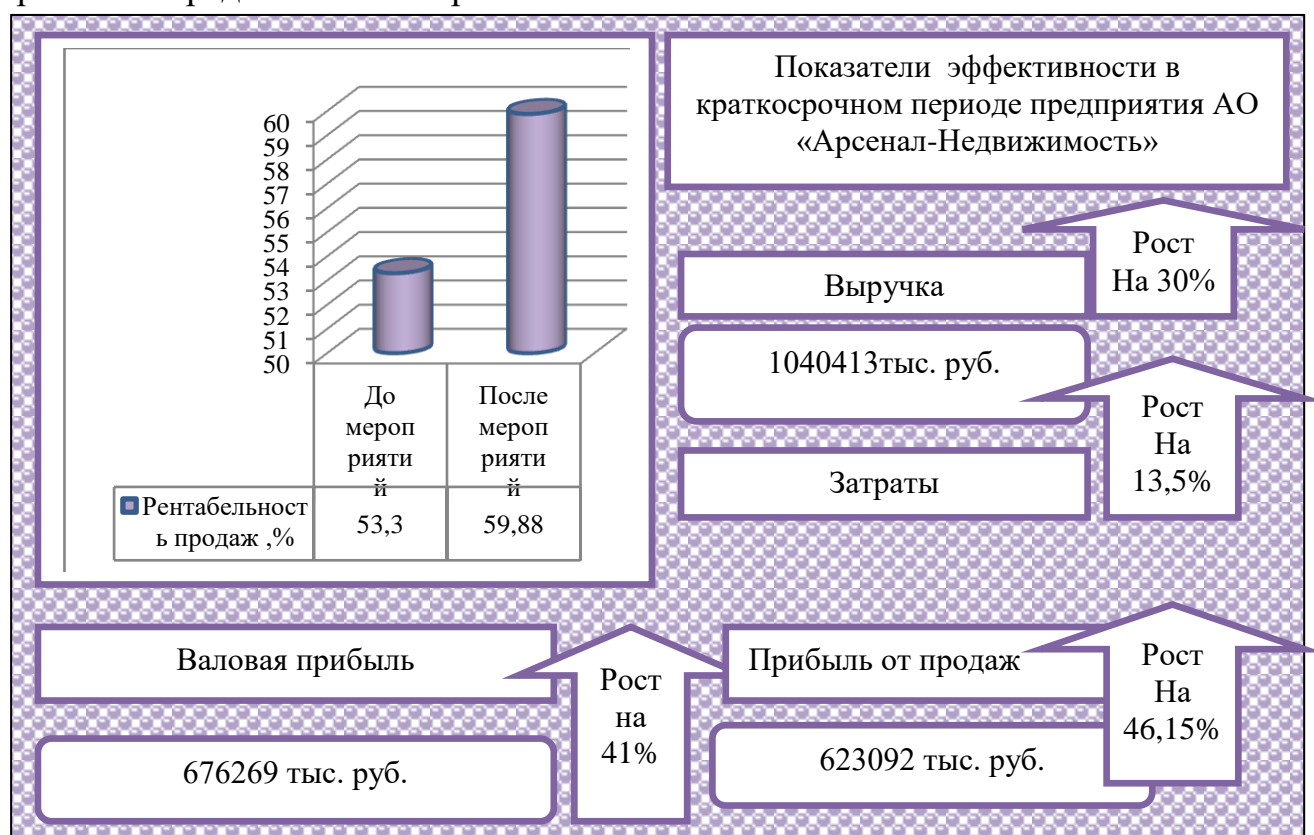 60
59
58
57
56
55
54
53
52
51
50
До
мероп
рияти
й
После
мероп
рияти
й
Рентабельност
ь продаж ,%
53,3
59,88
Показатели эффективности в
краткосрочном периоде предприятия АО
«Арсенал-Недвижимость»
Рост
На 30%
Выручка
1040413тыс. руб.
Рост
На
13,5%
Затраты
Валовая прибыль
Рост
на
41%
676269 тыс. руб.
Прибыль от продаж
Рост
На
46,15%
623092 тыс. руб.